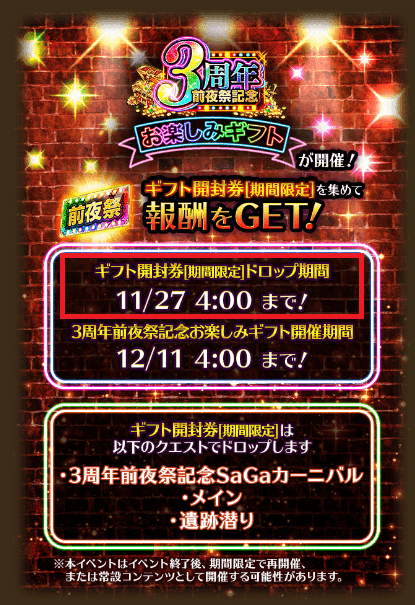 3周年
前夜祭記念
お楽しみギフト
が開催!
前夜祭
ギフト開封券[期間限定]を集めて
報酬をGET!
ギフト開封券[期間限定]ドロップ期間
11/27 4:00 まで!
3周年前夜祭記念お楽しみギフト開催期間
12/11 4:00 まで!
ギフト開封券[期間限定]は
以下のクエストでドロップします
・3周年前夜祭記念SaGaカーニバル
・メイン
・遺跡潜り
※本イベントはイベント終了後、期間限定で再開催、
または常設コンテンツとして開催する可能性があります。